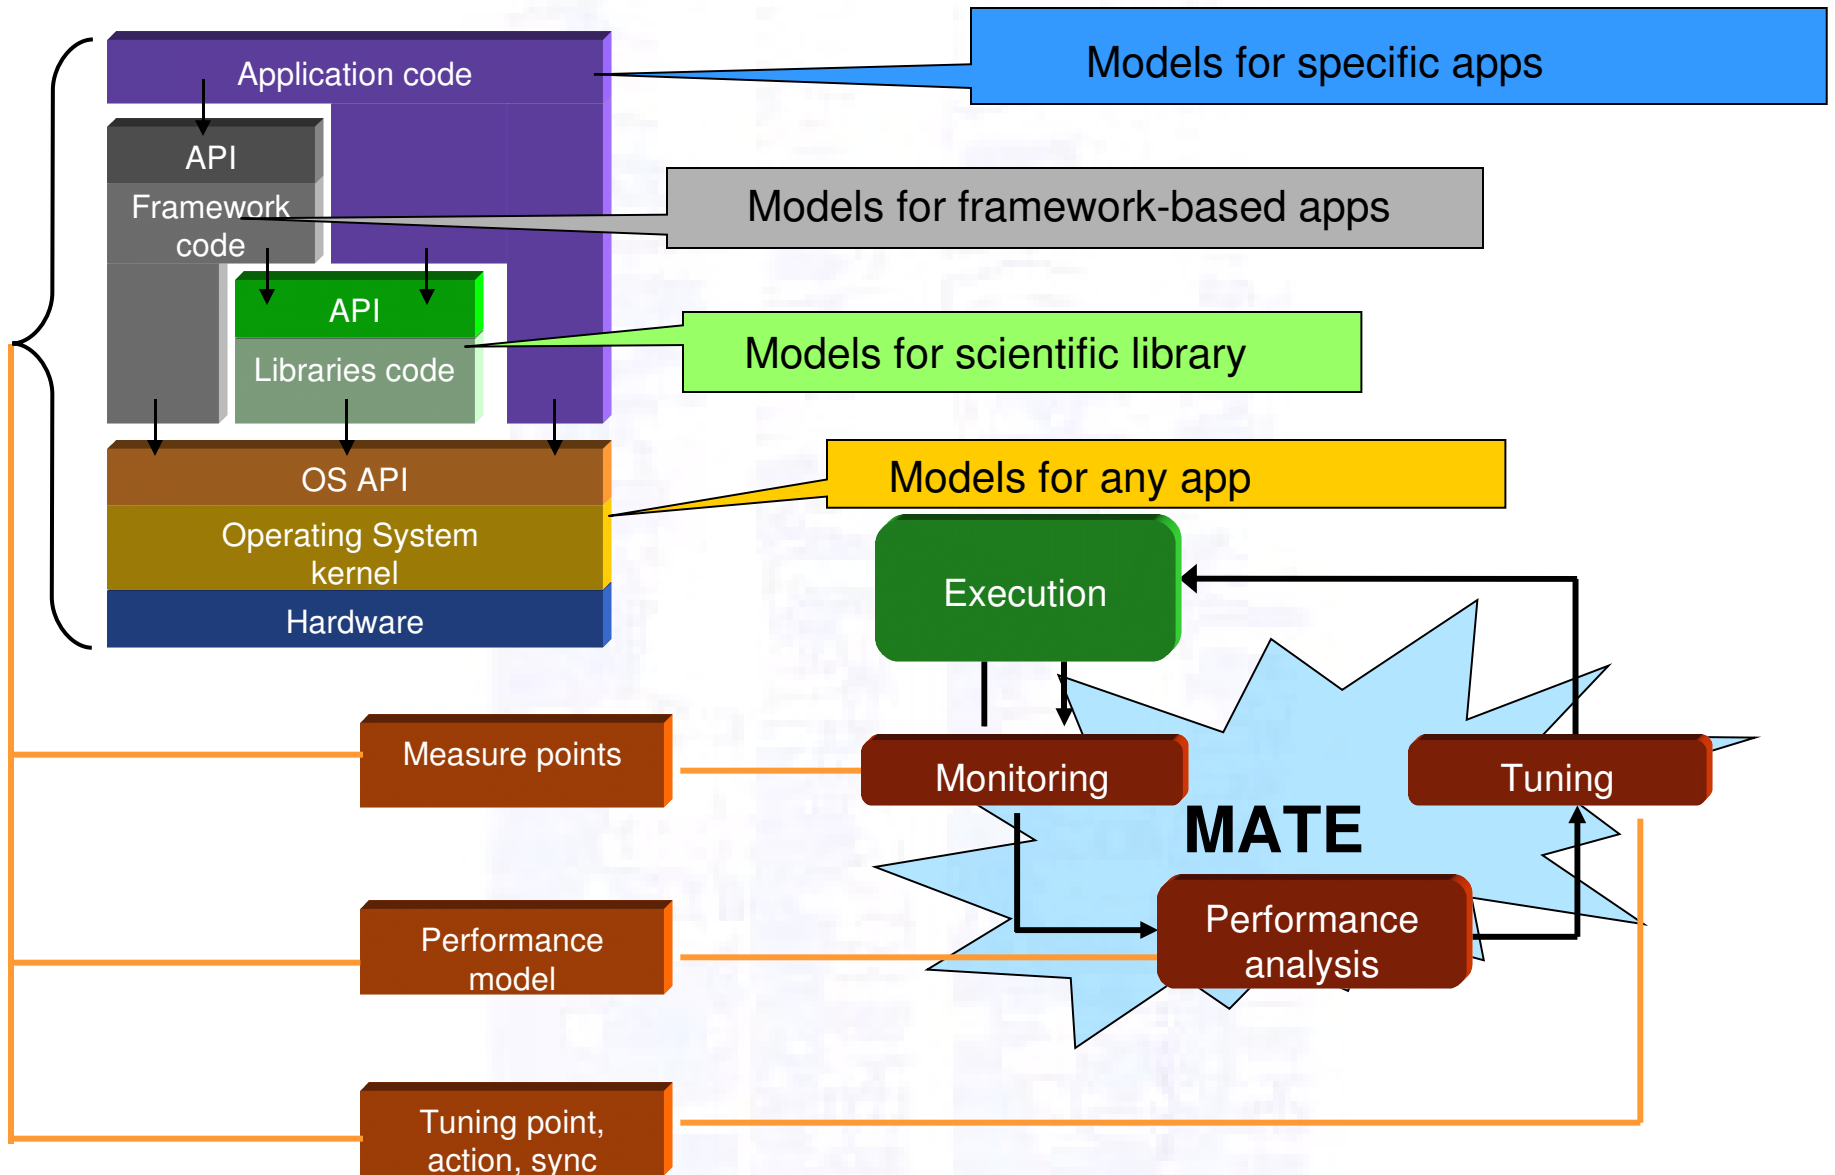 Application code
Models for specific apps
API
Framework
code
Models for framework-based apps
API
Libraries code
Models for scientific library
OS API
Models for any app
Operating System
kernel
Hardware
Execution
Measure points
Monitoring
Tuning
MATE
Performance
model
Performance
analysis
Tuning point,
action, sync